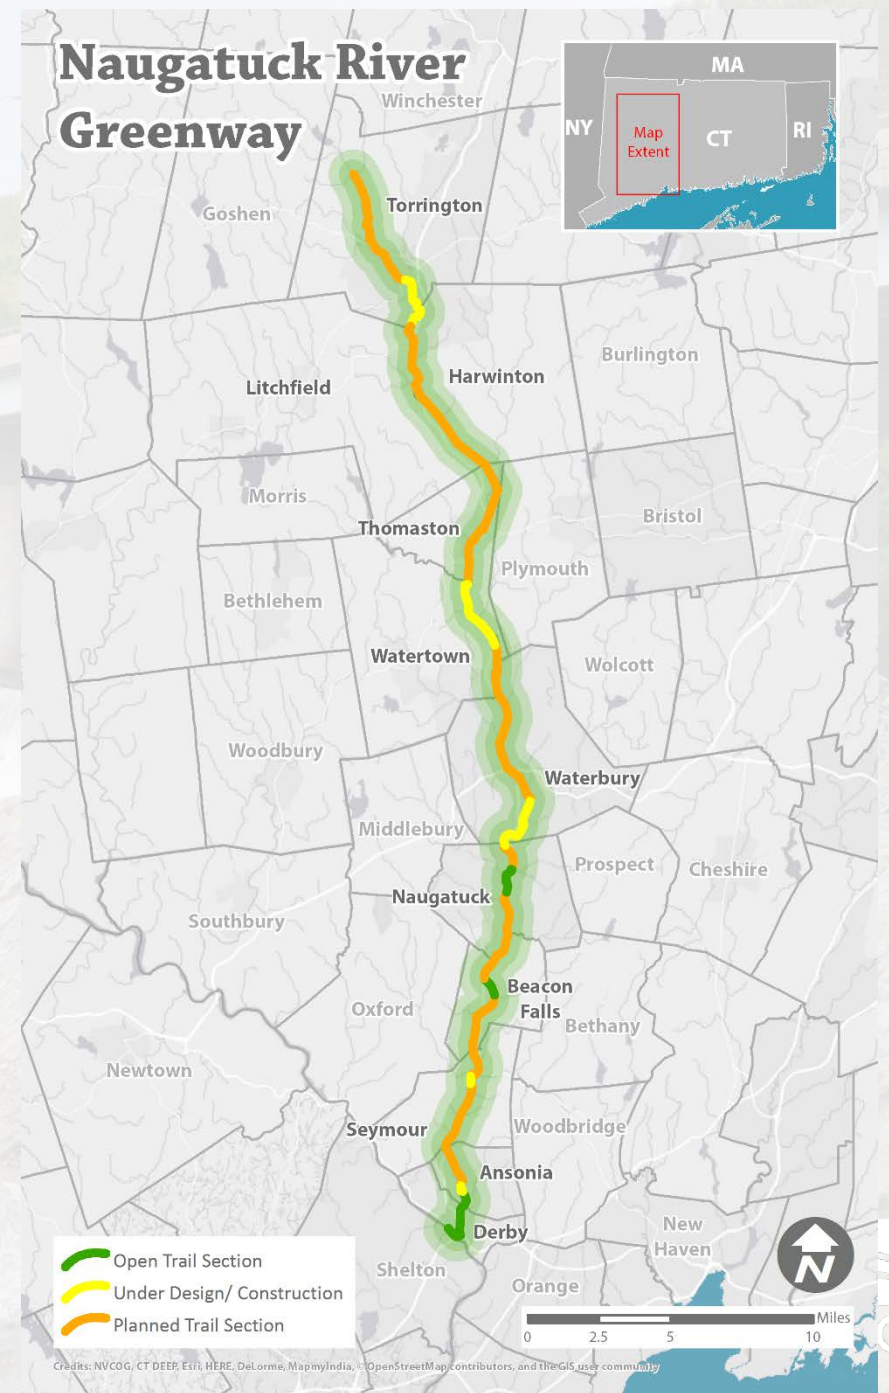 Naugatuck River
Greenway
Winchester
MA
NY
Map
Extent
CT
RI
Torrington
Goshen
Burlington
Harwinton
Litchfield
Morris
Bristol
Thomaston
Plymouth
Bethlehem
Watertown
Wolcott
Woodbury
Waterbury
Middlebury
Prospect
Cheshire
Naugatuck
Southbury
Beacon
Falls
Oxford
Bethany
Newtown
Seymour
Woodbridge
Ansonia
Derby
New
Haven
Shelton
Orange
Open Trail Section
Under Design/ Construction
Planned Trail Section
N
Miles
0 2.5 5 10
Credits: NVCOG, CT DEEP, Esri, HERE, DeLorme, MapmyIndia, © OpenStreetMap contributors, and the GIS user community